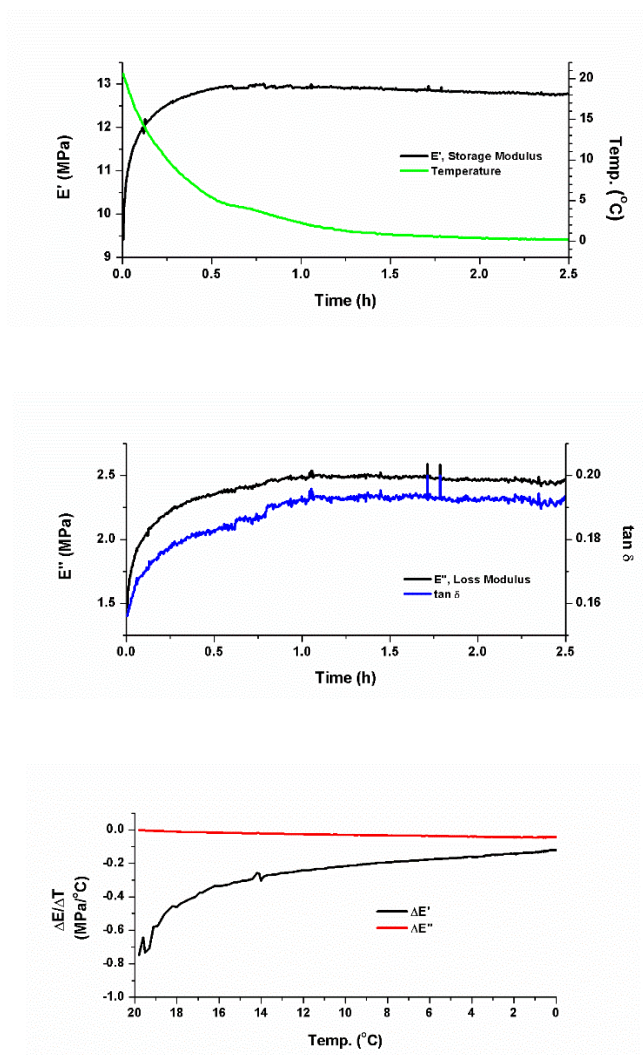 13
12
11
10
9
E' (MPa)
20
15
10
5
0
Temp. (°C)
E', Storage Modulus
Temperature
0.0 0.5 1.0 1.5 2.0 2.5
Time (h)
2.5
2.0
1.5
E'' (MPa)
0.20
0.19
0.18
0.16
tan δ
E'', Loss Modulus
tan δ
0.0 0.5 1.0 1.5 2.0 2.5
Time (h)
0.0
-0.2
-0.4
-0.6
-0.8
-1.0
ΔE/ΔT
(MPa/°C)
ΔE'
ΔE''
20 18 16 14 12 10 8 6 4 2 0
Temp. (°C)